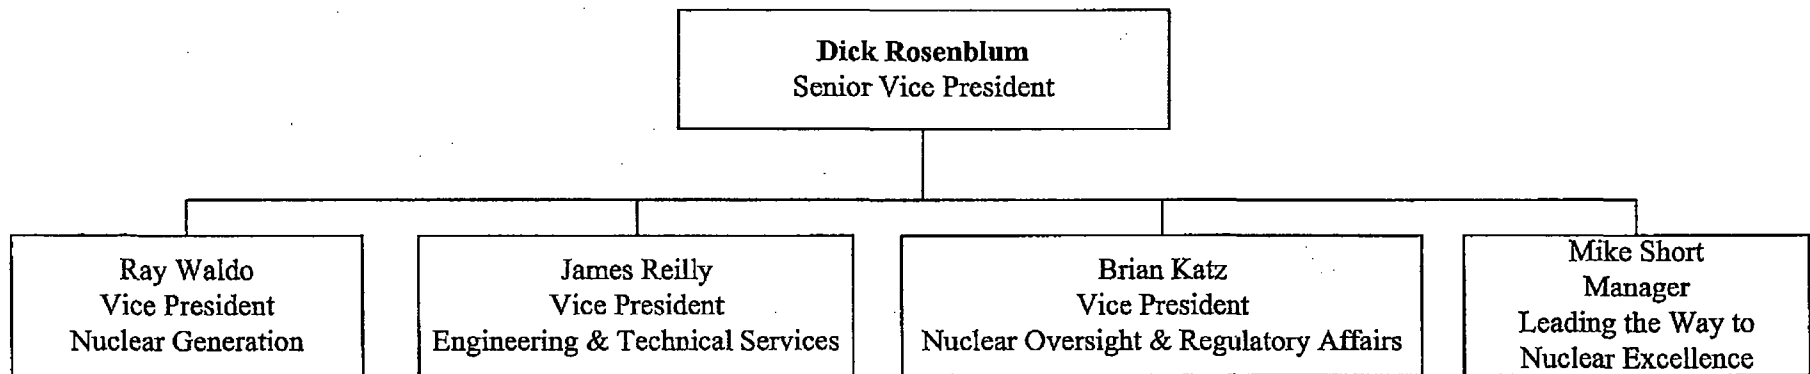 Dick Rosenblum
Senior Vice President
Ray Waldo
Vice President
Nuclear Generation
James Reilly
Vice President
Engineering & Technical Services
Brian Katz
Vice President
Nuclear Oversight & Regulatory Affairs
Mike Short
Manager
Leading the Way to
Nuclear Excellence